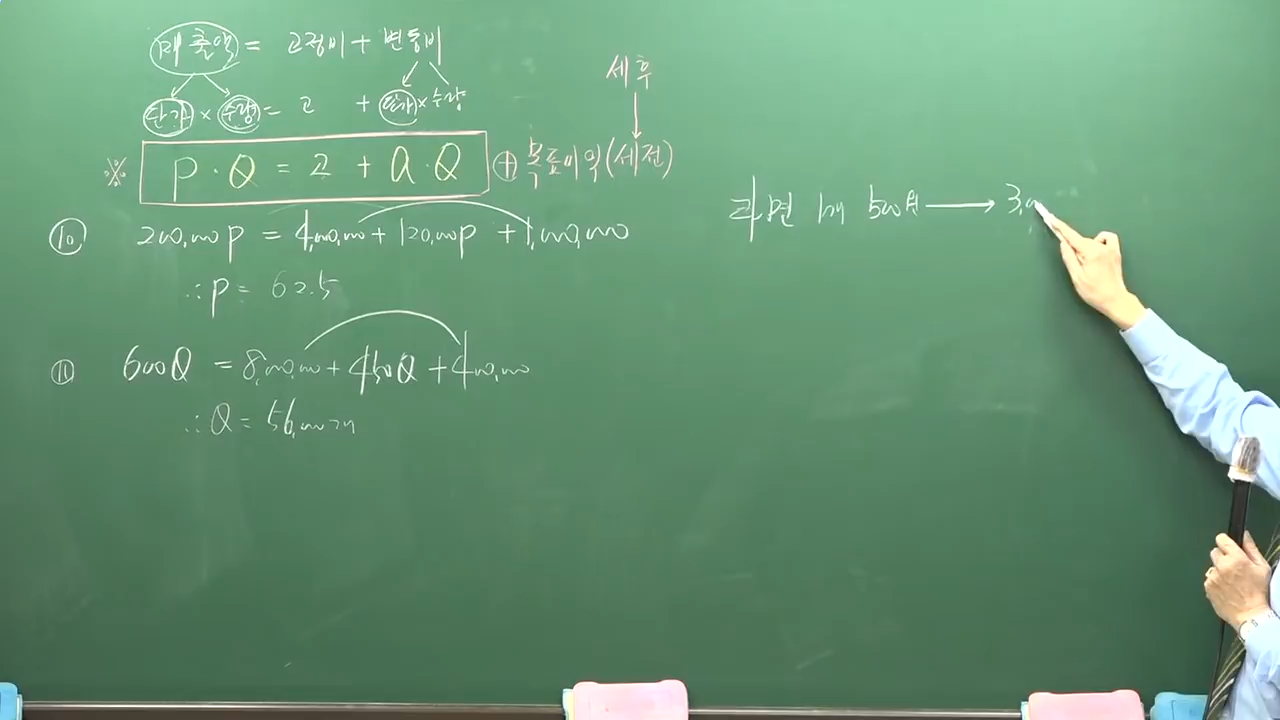 매출액 = 고정비 + 변동비
단가 × 수량 = 고 + 단가 × 수량
※ P · Q = 고 + a · Q ⊕ 목표이익(세전)
세후
⑩ 200,000P = 4,000,000 + 120,000P + 1,000,000
∴ P = 62.5
⑪ 600Q = 8,000,000 + 450Q + 400,000
∴ Q = 56,000개
라면 1개 500원 → 3,0